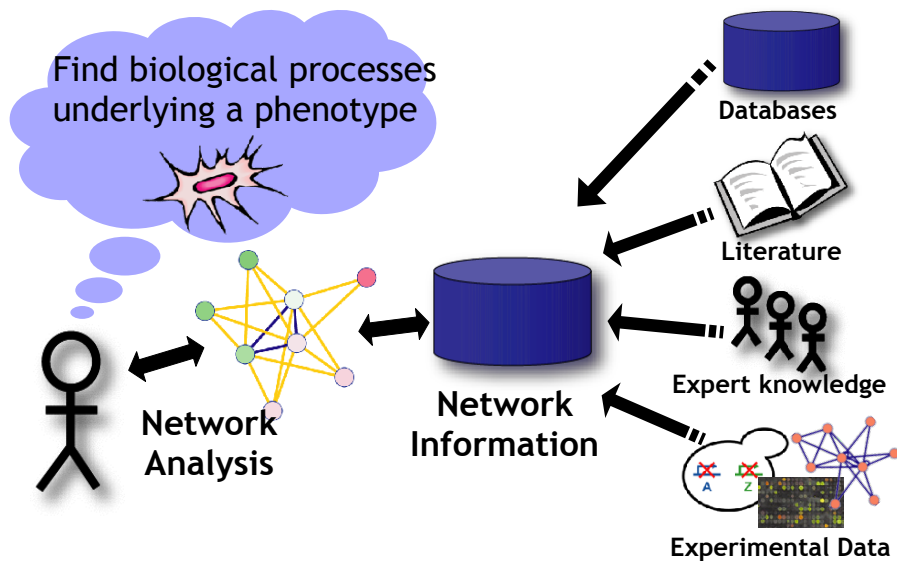 Find biological processes
underlying a phenotype
Databases
Literature
Expert knowledge
Network
Analysis
Network
Information
A Z
Experimental Data